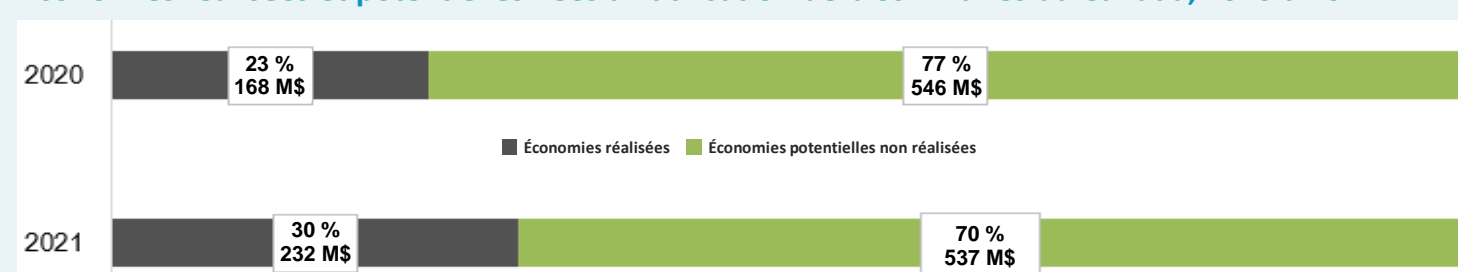 2020
23 %
168 M$
77 %
546 M$
Économies réalisées
Économies potentielles non réalisées
2021
30 %
232 M$
70 %
537 M$